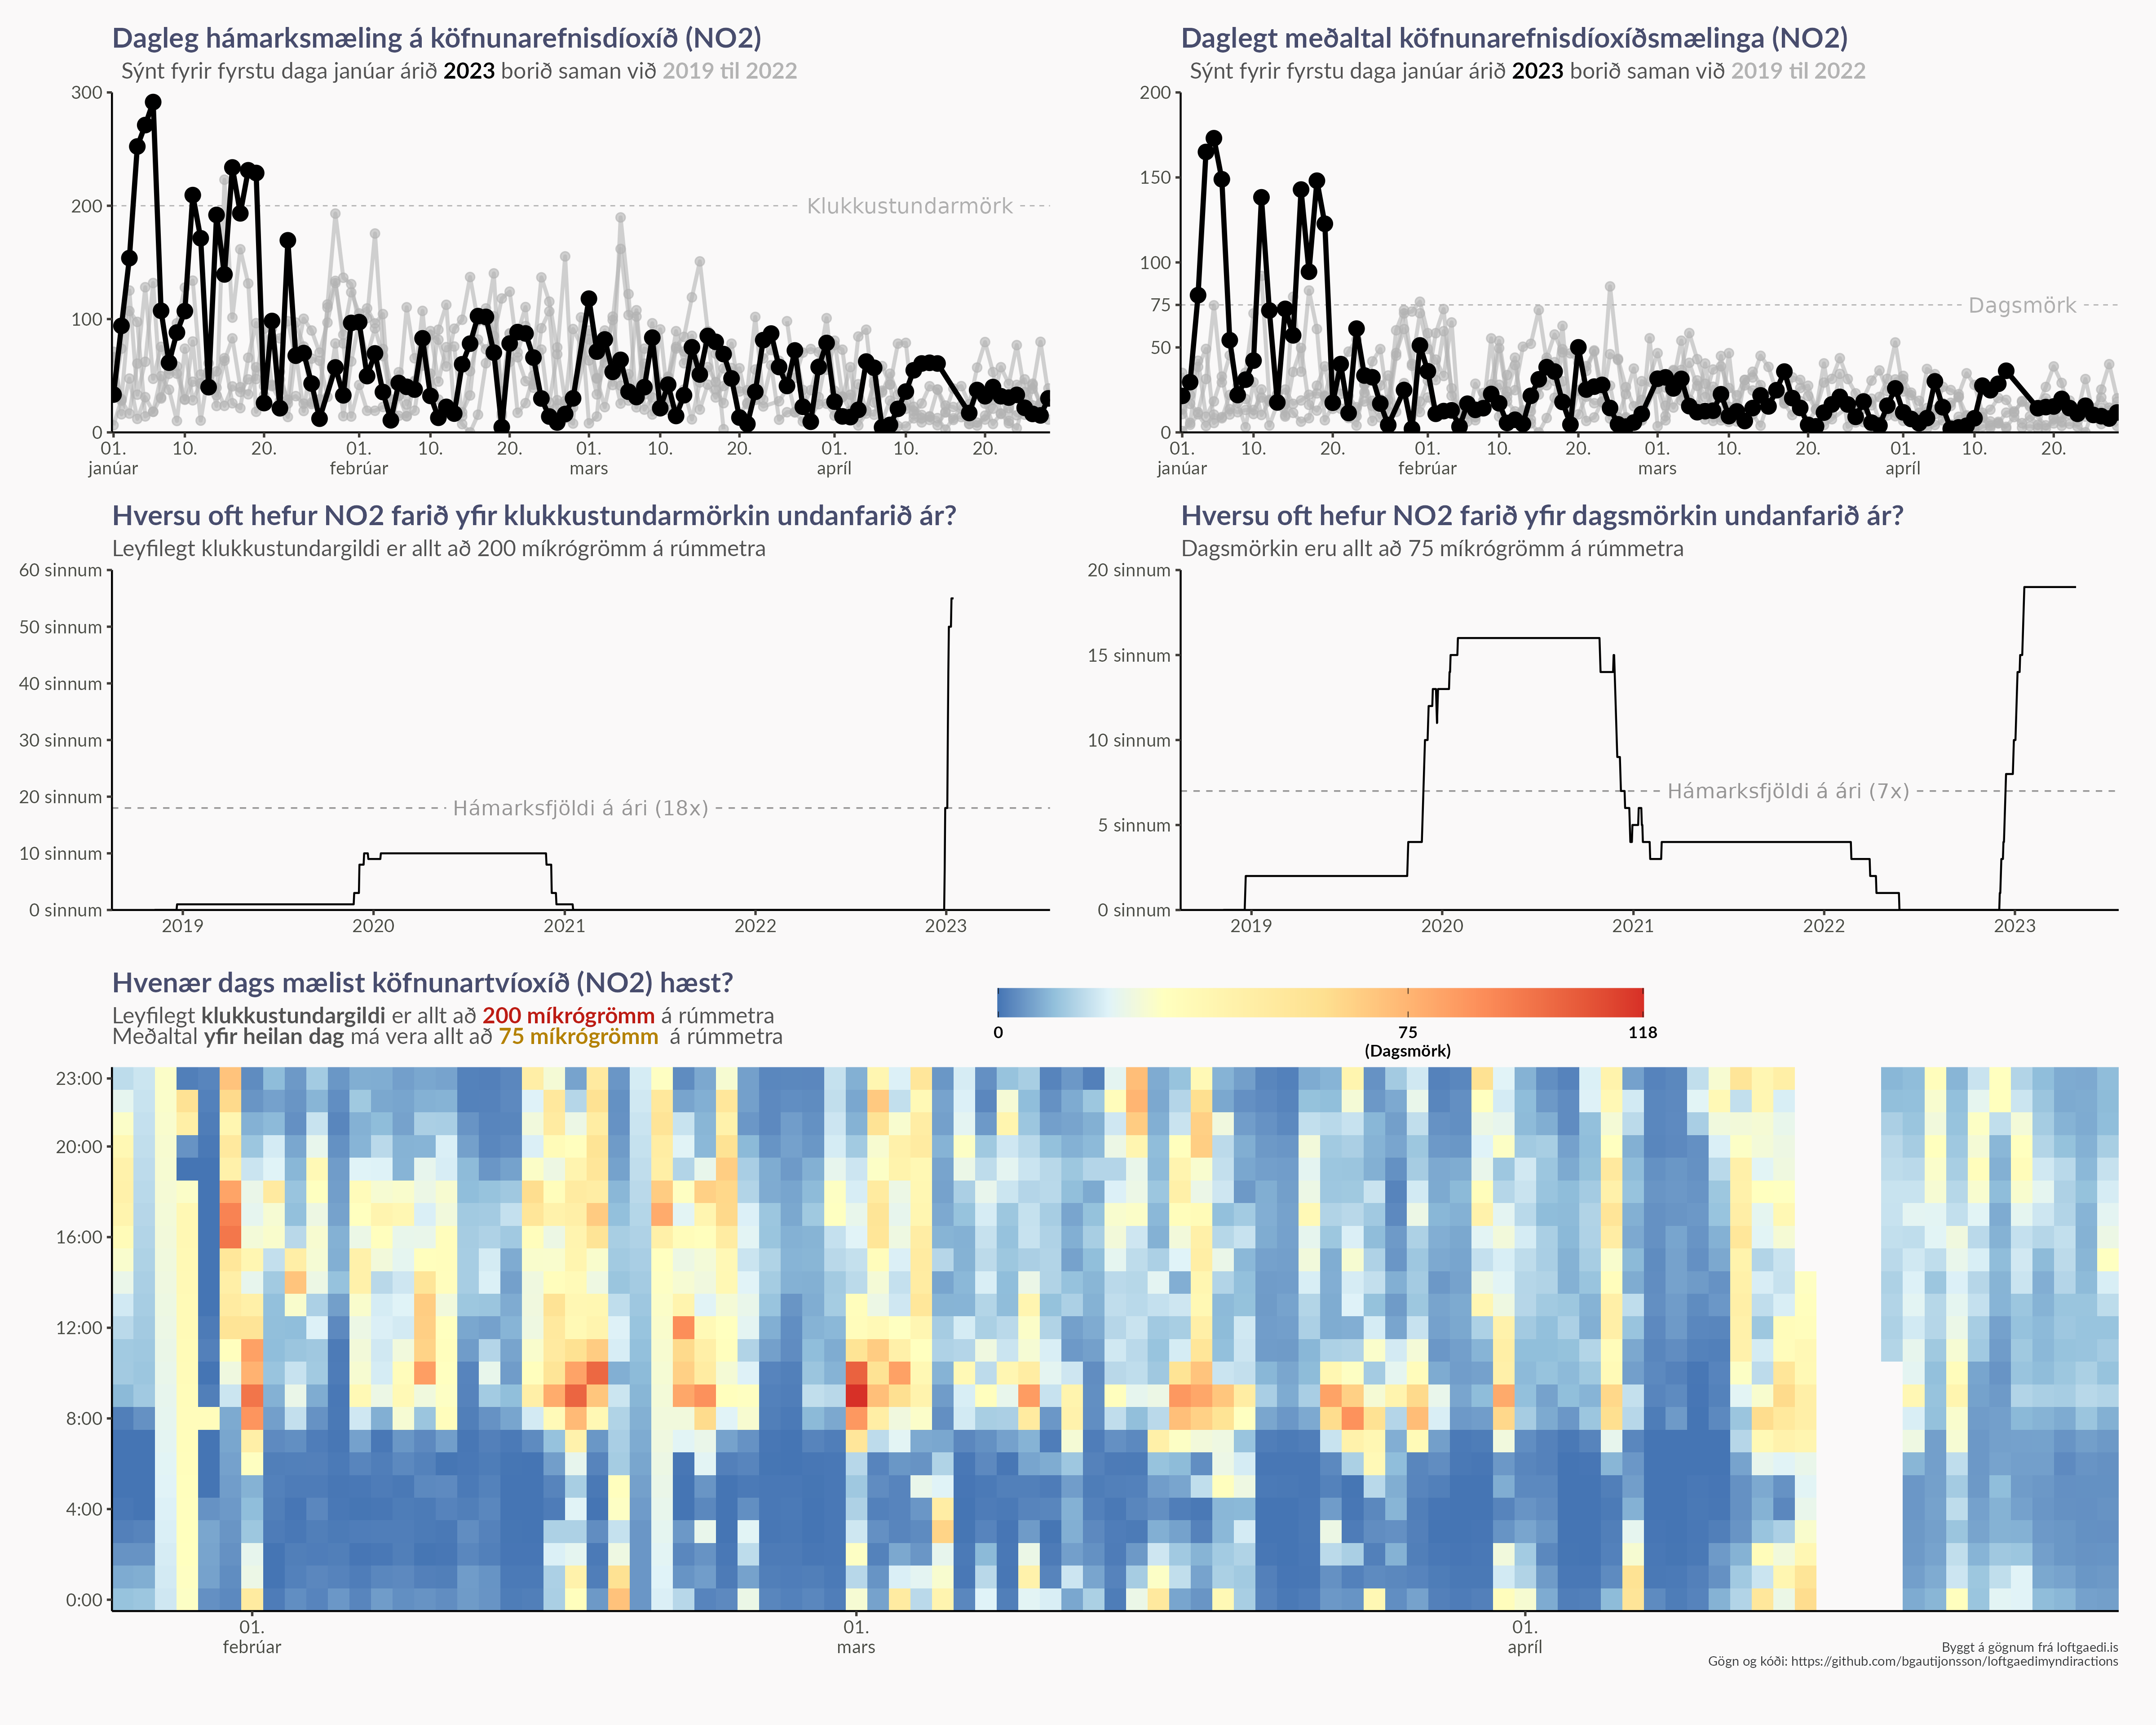 Dagleg hámarksmæling á köfnunarefnisdíoxíð (NO2)
Sýnt fyrir fyrstu daga janúar árið 2023 borið saman við 2019 til 2022
300
200
100
0
Klukkustundarmörk
01. 10. 20. 01. 10. 20. 01. 10. 20. 01. 10. 20.
janúar febrúar mars apríl
Daglegt meðaltal köfnunarefnisdíoxíðsmælinga (NO2)
Sýnt fyrir fyrstu daga janúar árið 2023 borið saman við 2019 til 2022
200
150
100
75
50
0
Dagsmörk
01. 10. 20. 01. 10. 20. 01. 10. 20. 01. 10. 20.
janúar febrúar mars apríl
Hversu oft hefur NO2 farið yfir klukkustundarmörkin undanfarið ár?
Leyfilegt klukkustundargildi er allt að 200 míkrógrömm á rúmmetra
60 sinnum
50 sinnum
40 sinnum
30 sinnum
20 sinnum
Hámarksfjöldi á ári (18x)
10 sinnum
0 sinnum
2019 2020 2021 2022 2023
Hversu oft hefur NO2 farið yfir dagsmörkin undanfarið ár?
Dagsmörkin eru allt að 75 míkrógrömm á rúmmetra
20 sinnum
15 sinnum
10 sinnum
Hámarksfjöldi á ári (7x)
5 sinnum
0 sinnum
2019 2020 2021 2022 2023
Hvenær dags mælist köfnunartvíoxíð (NO2) hæst?
Leyfilegt klukkustundargildi er allt að 200 míkrógrömm á rúmmetra
Meðaltal yfir heilan dag má vera allt að 75 míkrógrömm á rúmmetra
0 75 118
(Dagsmörk)
23:00
20:00
16:00
12:00
8:00
4:00
0:00
01. 01. 01.
febrúar mars apríl
Byggt á gögnum frá loftgaedi.is
Gögn og kóði: https://github.com/bgautijonsson/loftgaedimyndiractions